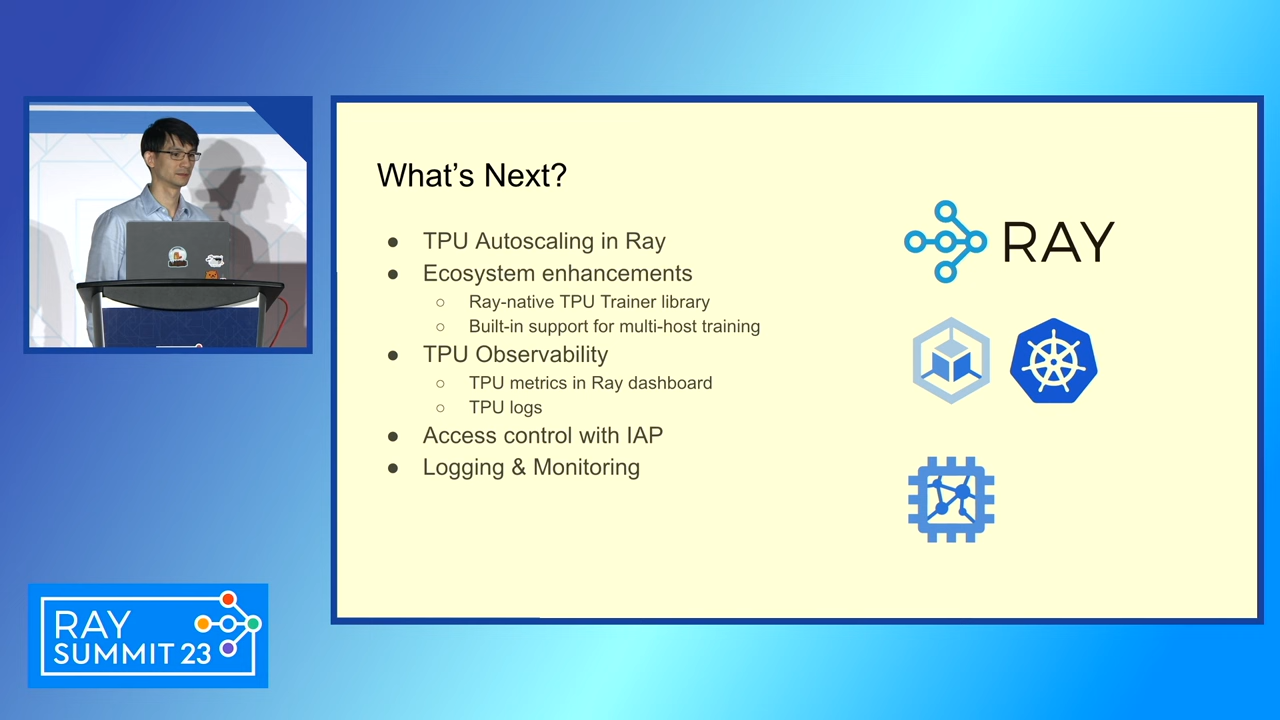 What's Next?
● TPU Autoscaling in Ray
● Ecosystem enhancements
○ Ray-native TPU Trainer library
○ Built-in support for multi-host training
● TPU Observability
○ TPU metrics in Ray dashboard
○ TPU logs
● Access control with IAP
● Logging & Monitoring
RAY
RAY
SUMMIT 23